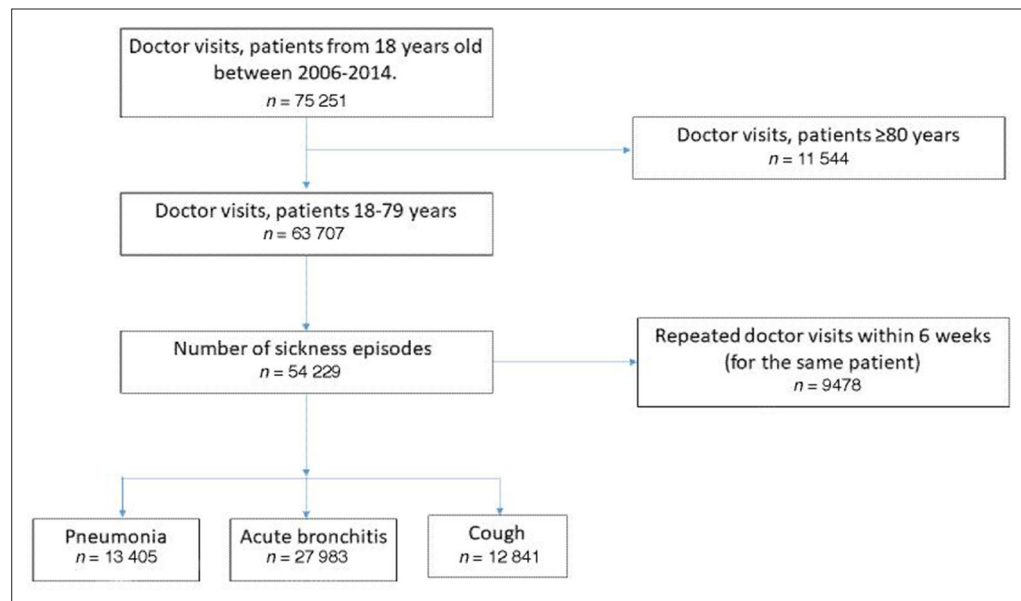 Doctor visits, patients from 18 years old
between 2006-2014.
n = 75 251
Doctor visits, patients ≥80 years
n = 11 544
Doctor visits, patients 18-79 years
n = 63 707
Number of sickness episodes
n = 54 229
Repeated doctor visits within 6 weeks
(for the same patient)
n = 9478
Pneumonia
n = 13 405
Acute bronchitis
n = 27 983
Cough
n = 12 841